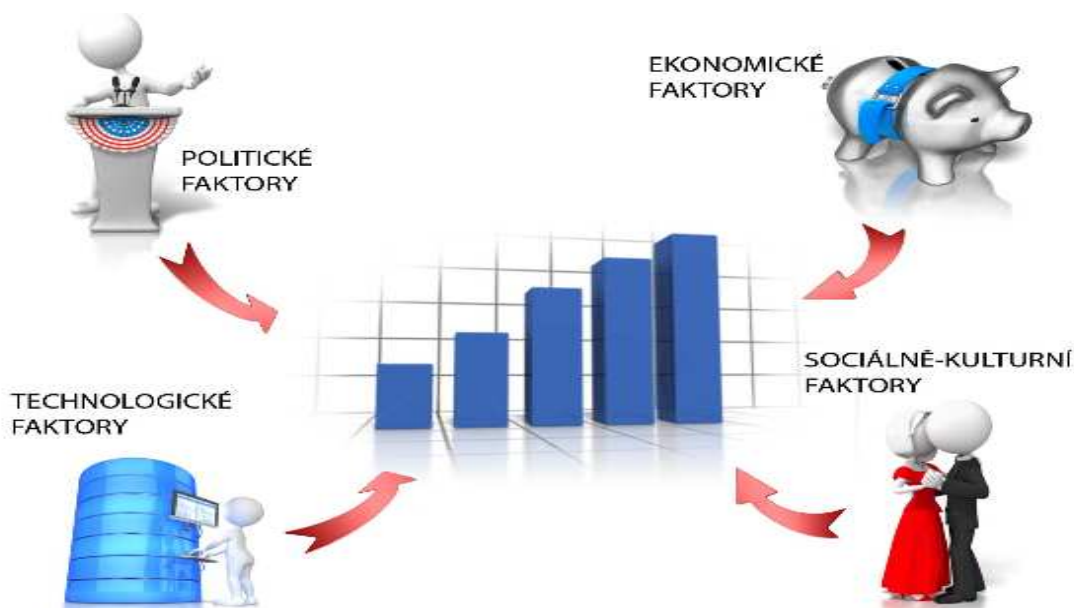 POLITICKÉ
FAKTORY
EKONOMICKÉ
FAKTORY
TECHNOLOGICKÉ
FAKTORY
SOCIÁLNĚ-KULTURNÍ
FAKTORY